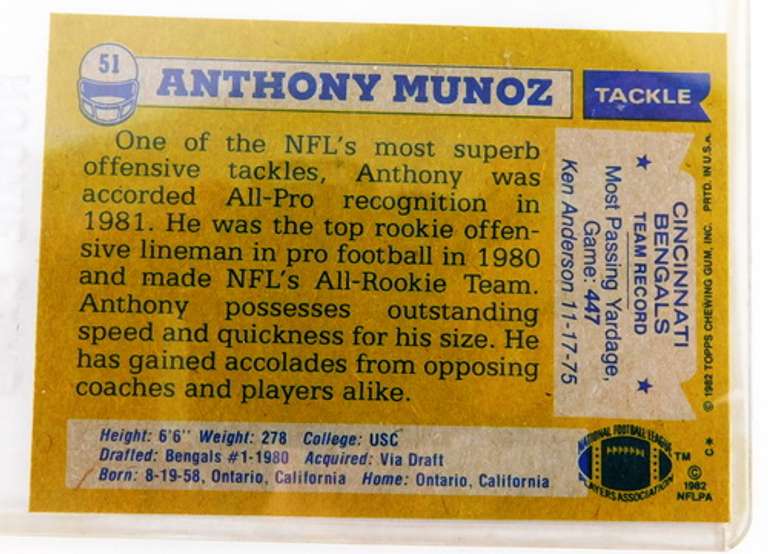 51
ANTHONY MUNOZ
TACKLE
One of the NFL's most superb
offensive tackles, Anthony was
accorded All-Pro recognition in
1981. He was the top rookie offen-
sive lineman in pro football in 1980
and made NFL's All-Rookie Team.
Anthony possesses outstanding
speed and quickness for his size. He
has gained accolades from opposing
coaches and players alike.
CINCINNATI
BENGALS
TEAM RECORD
Most Passing Yardage,
Game: 447
Ken Anderson 11-17-75
© 1982 TOPPS CHEWING GUM, INC. PRTD. IN U.S.A.
C*
Height: 6'6" Weight: 278 College: USC
Drafted: Bengals #1-1980 Acquired: Via Draft
Born: 8-19-58, Ontario, California Home: Ontario, California
NATIONAL FOOTBALL LEAGUE
PLAYERS ASSOCIATION
TM
©
1982
NFLPA